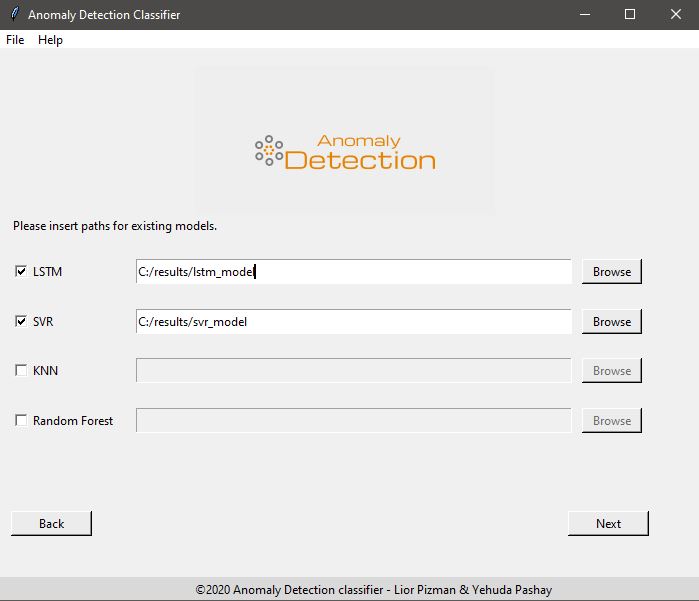 Anomaly Detection Classifier
File Help
Anomaly
Detection
Please insert paths for existing models.
LSTM C:/results/lstm_model Browse
SVR C:/results/svr_model Browse
KNN Browse
Random Forest Browse
Back Next
©2020 Anomaly Detection classifier - Lior Pizman & Yehuda Pashay